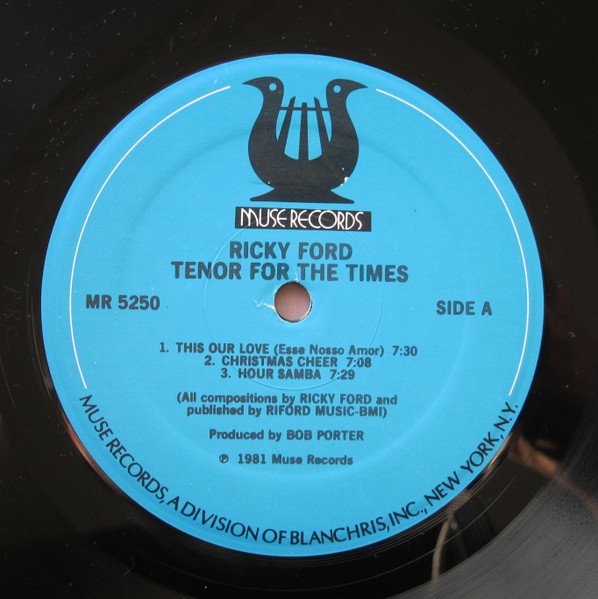 MUSE RECORDS
RICKY FORD
TENOR FOR THE TIMES
MR 5250
SIDE A
1. THIS OUR LOVE (Esse Nosso Amor) 7:30
2. CHRISTMAS CHEER 7:08
3. HOUR SAMBA 7:29
(All compositions by RICKY FORD and
published by RIFORD MUSIC-BMI)
Produced by BOB PORTER
℗ 1981 Muse Records
MUSE RECORDS, A DIVISION OF BLANCHRIS, INC., NEW YORK, N.Y.